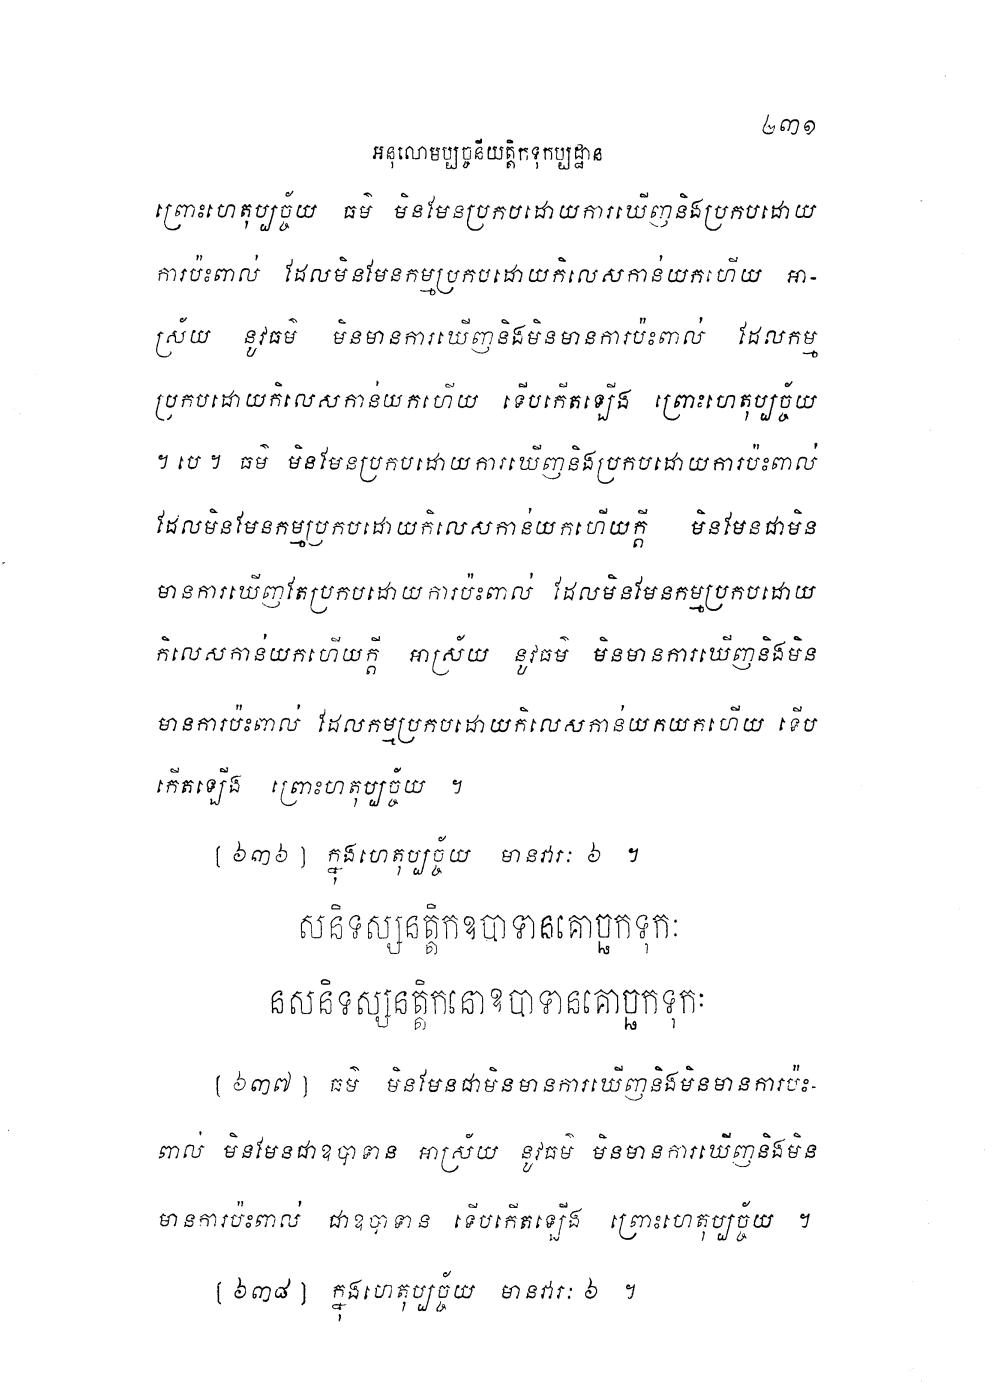 ២៣១
អនុលោមប្បច្ចនីយត្តិកទុកប្បដ្ឋាន
ព្រោះហេតុប្បច្ច័យ ធម៌ មិនមែនប្រកបដោយការឃើញនិងប្រកបដោយ
ការប៉ះពាល់ ដែលមិនមែនកម្មប្រកបដោយកិលេសកាន់យកហើយ អា-
ស្រ័យ នូវធម៌ មិនមានការឃើញនិងមិនមានការប៉ះពាល់ ដែលកម្ម
ប្រកបដោយកិលេសកាន់យកហើយ ទើបកើតឡើង ព្រោះហេតុប្បច្ច័យ
។ បេ ។ ធម៌ មិនមែនប្រកបដោយការឃើញនិងប្រកបដោយការប៉ះពាល់
ដែលមិនមែនកម្មប្រកបដោយកិលេសកាន់យកហើយក្តី មិនមែនជាមិន
មានការឃើញតែប្រកបដោយការប៉ះពាល់ ដែលមិនមែនកម្មប្រកបដោយ
កិលេសកាន់យកហើយក្តី អាស្រ័យ នូវធម៌ មិនមានការឃើញនិងមិន
មានការប៉ះពាល់ ដែលកម្មប្រកបដោយកិលេសកាន់យកយកហើយ ទើប
កើតឡើង ព្រោះហតុប្បច្ច័យ ។
[ ៦៣៦ ] ក្នុងហេតុប្បច្ច័យ មានវារៈ ៦ ។
សនិទស្សនត្តិកឧបាទានគោច្ឆកទុកៈ
នសនិទស្សនត្តិកនោឧបាទានគោច្ឆកទុកៈ
[ ៦៣៧ ] ធម៌ មិនមែនជាមិនមានការឃើញនិងមិនមានការប៉ះ-
ពាល់ មិនមែនជាឧបាទាន អាស្រ័យ នូវធម៌ មិនមានការឃើញនិងមិន
មានការប៉ះពាល់ ជាឧបាទាន ទើបកើតឡើង ព្រោះហេតុប្បច្ច័យ ។
[ ៦៣៨ ] ក្នុងហេតុប្បច្ច័យ មានវារៈ ៦ ។